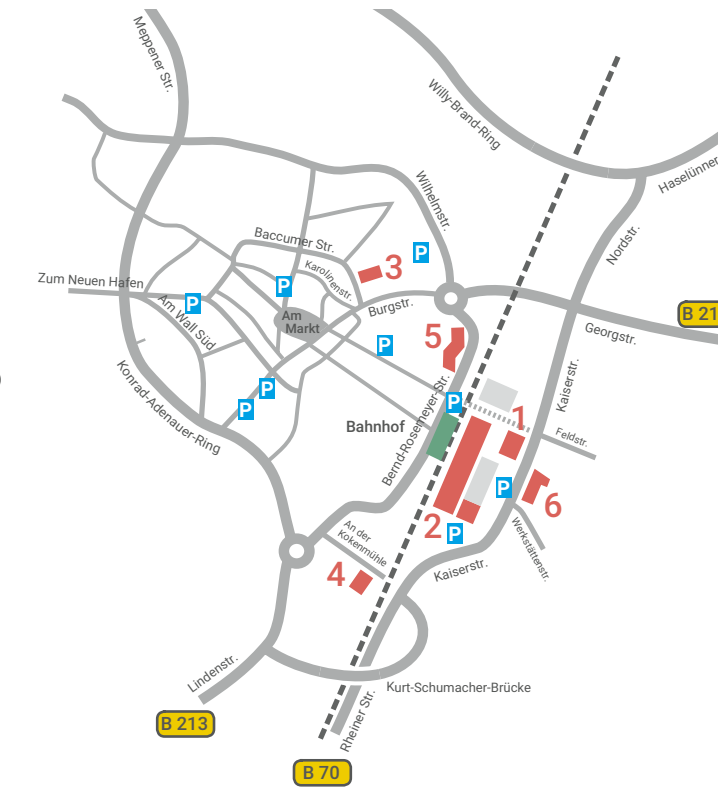 Meppener Str.
Willy-Brand-Ring
Haselünner
Wilhelmstr.
Nordstr.
Baccumer Str.
P
3
Karolinenstr.
Zum Neuen Hafen
P
P
Am Wall Süd
Am
Markt
Burgstr.
B 21
Georgstr.
5
P
Konrad-Adenauer-Ring
Kaiserstr.
P
P
Bernd-Rosemeyer-Str.
P
1
Bahnhof
Feldstr.
P
6
2
P
An der
Kokenmühle
Werkstättenstr.
4
Kaiserstr.
Lindenstr.
Kurt-Schumacher-Brücke
Rheiner Str.
B 213
B 70